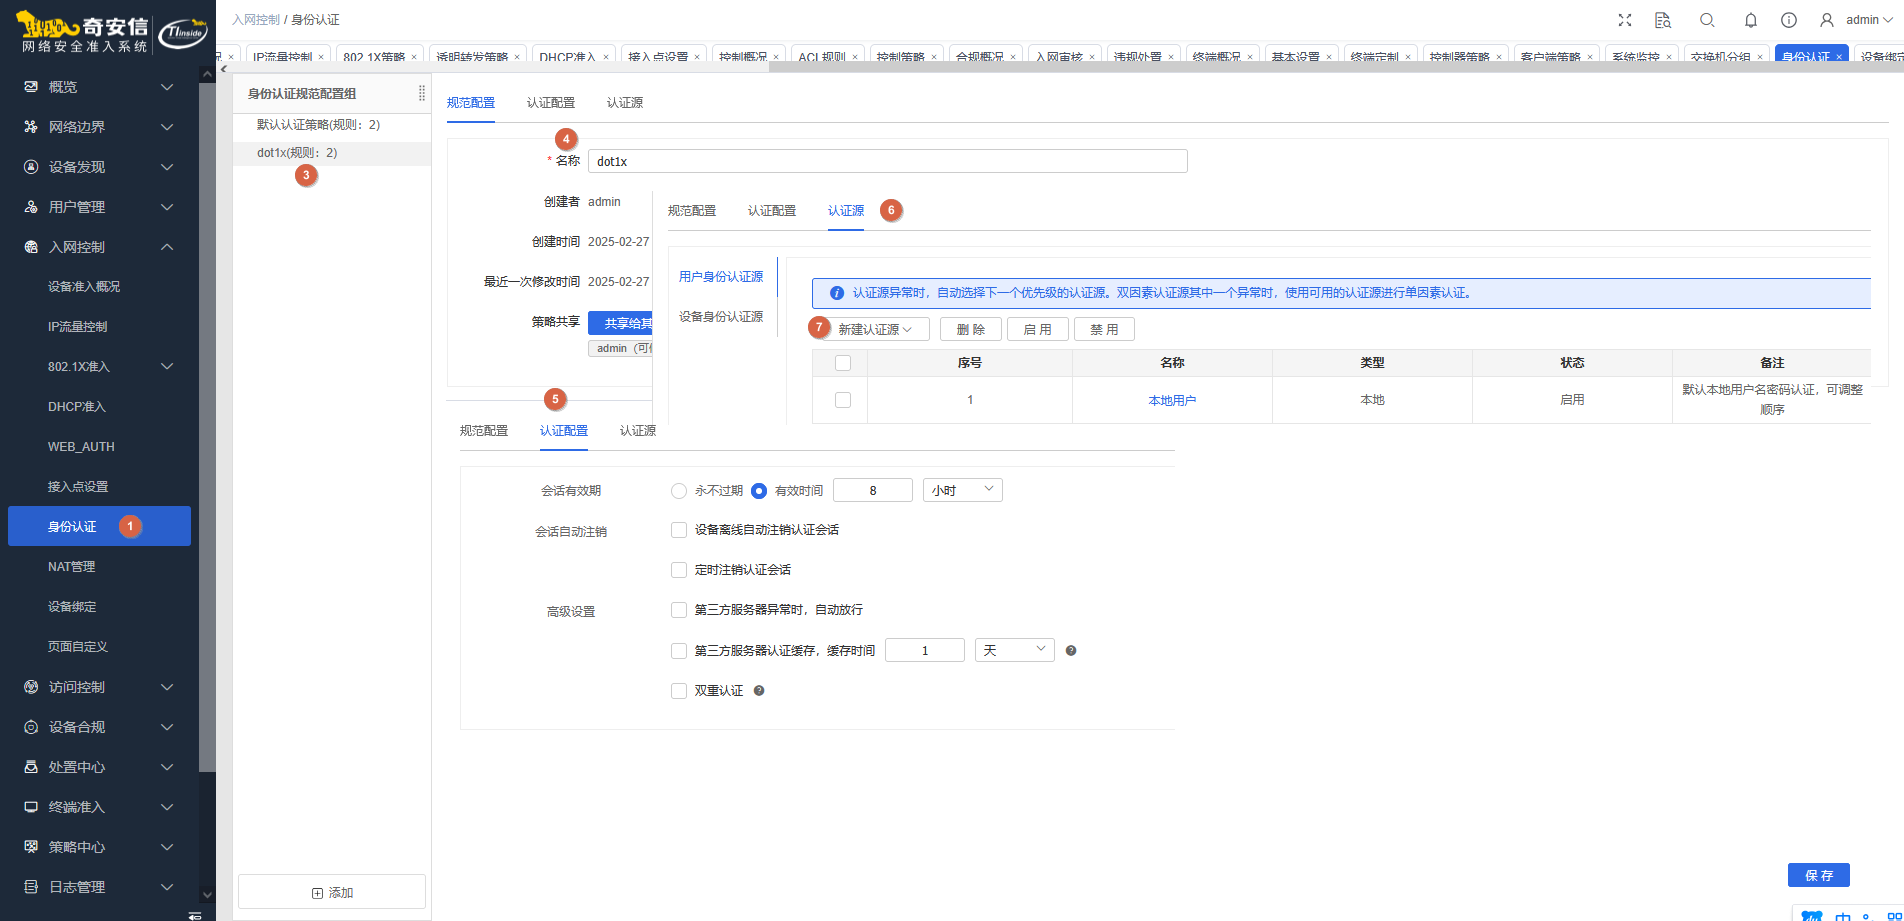 奇安信
网络安全准入系统
TInside
入网控制 / 身份认证
admin
IP流量控制 ×
802.1X策略 ×
透明转发策略 ×
DHCP准入 ×
接入点设置 ×
控制概况 ×
ACL规则 ×
控制策略 ×
合规概况 ×
入网审核 ×
违规处置 ×
终端概况 ×
基本设置 ×
终端定制 ×
控制器策略 ×
客户端策略 ×
系统监控 ×
交换机分组 ×
身份认证 ×
设备绑定
概览
网络边界
设备发现
用户管理
入网控制
设备准入概况
IP流量控制
802.1X准入
DHCP准入
WEB_AUTH
接入点设置
身份认证 1
NAT管理
设备绑定
页面自定义
访问控制
设备合规
处置中心
终端准入
策略中心
日志管理
身份认证规范配置组
默认认证策略(规则：2)
dot1x(规则：2)
3
添加
规范配置 认证配置 认证源
4
* 名称 dot1x
创建者 admin
创建时间 2025-02-27
最近一次修改时间 2025-02-27
策略共享 共享给其
admin（可
规范配置 认证配置 认证源 6
用户身份认证源
设备身份认证源
认证源异常时，自动选择下一个优先级的认证源。双因素认证源其中一个异常时，使用可用的认证源进行单因素认证。
7 新建认证源 删 除 启 用 禁 用
序号 名称 类型 状态 备注
1 本地用户 本地 启用 默认本地用户名密码认证，可调整
顺序
5
规范配置 认证配置 认证源
会话有效期 永不过期 有效时间 8 小时
会话自动注销 设备离线自动注销认证会话
定时注销认证会话
高级设置 第三方服务器异常时，自动放行
第三方服务器认证缓存，缓存时间 1 天
双重认证
保 存
中